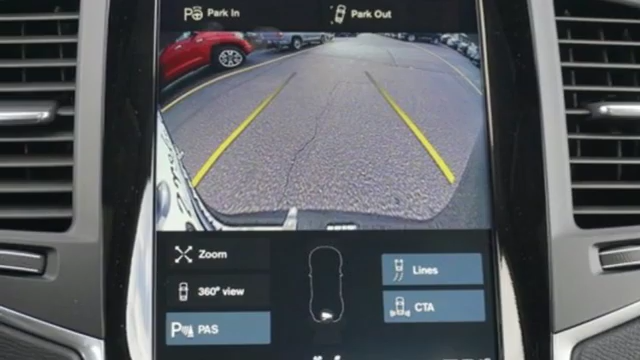 Park In
Park Out
Zoom
360° view
PAS
Lines
CTA